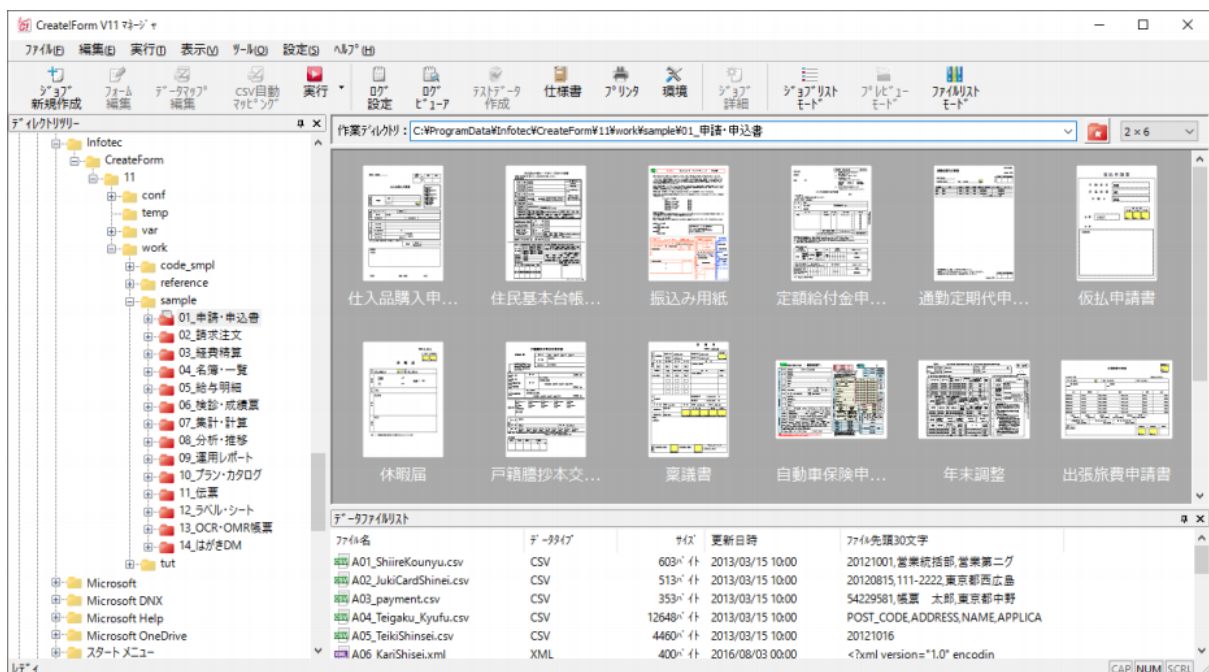 Create!Form V11 ﾏﾈｰｼﾞｬ
ﾌｧｲﾙ(F) 編集(E) 実行(I) 表示(V) ﾂｰﾙ(O) 設定(S) ﾍﾙﾌﾟ(H)
ｼﾞｮﾌﾞ 新規作成
ﾌｫｰﾑ 編集
ﾃﾞｰﾀﾏｯﾌﾟ 編集
CSV自動 ﾏｯﾋﾟﾝｸﾞ
実行
ﾛｸﾞ 設定
ﾛｸﾞ ﾋﾞｭｰｱ
ﾃｽﾄﾃﾞｰﾀ 作成
仕様書
ﾌﾟﾘﾝﾀ
環境
ｼﾞｮﾌﾞ 詳細
ｼﾞｮﾌﾞﾘｽﾄ ﾓｰﾄﾞ
ﾌﾟﾚﾋﾞｭｰ ﾓｰﾄﾞ
ﾌｧｲﾙﾘｽﾄ ﾓｰﾄﾞ
ﾃﾞｨﾚｸﾄﾘﾂﾘｰ
Infotec
CreateForm
11
conf
temp
var
work
code_smpl
reference
sample
01_申請・申込書
02_請求注文
03_経費精算
04_名簿・一覧
05_給与明細
06_検診・成績票
07_集計・計算
08_分析・推移
09_運用レポート
10_プラン・カタログ
11_伝票
12_ラベル・シート
13_OCR・OMR帳票
14_はがきDM
tut
Microsoft
Microsoft DNX
Microsoft Help
Microsoft OneDrive
スタート メニュー
作業ﾃﾞｨﾚｸﾄﾘ : C:¥ProgramData¥Infotec¥CreateForm¥11¥work¥sample¥01_申請・申込書
2 × 6
仕入品購入申... 住民基本台帳... 振込み用紙 定額給付金申... 通勤定期代申... 仮払申請書
休暇届 戸籍謄抄本交... 稟議書 自動車保険申... 年末調整 出張旅費申請書
ﾃﾞｰﾀﾌｧｲﾙﾘｽﾄ
ﾌｧｲﾙ名 ﾃﾞｰﾀﾀｲﾌﾟ ｻｲｽﾞ 更新日時 ﾌｧｲﾙ先頭30文字
A01_ShiireKounyu.csv CSV 603ﾊﾞｲﾄ 2013/03/15 10:00 20121001,営業統括部,営業第二グ
A02_JukiCardShinei.csv CSV 513ﾊﾞｲﾄ 2013/03/15 10:00 20120815,111-2222,東京都西広島
A03_payment.csv CSV 353ﾊﾞｲﾄ 2013/03/15 10:00 54229581,帳票 太郎,東京都中野
A04_Teigaku_Kyufu.csv CSV 12648ﾊﾞｲﾄ 2013/03/15 10:00 POST_CODE,ADDRESS,NAME,APPLICA
A05_TeikiShinsei.csv CSV 4460ﾊﾞｲﾄ 2013/03/15 10:00 20121016
A06_KariShisei.xml XML 400ﾊﾞｲﾄ 2016/08/03 00:00 <?xml version="1.0" encodin
ﾚﾃﾞｨ
CAP NUM SCRL